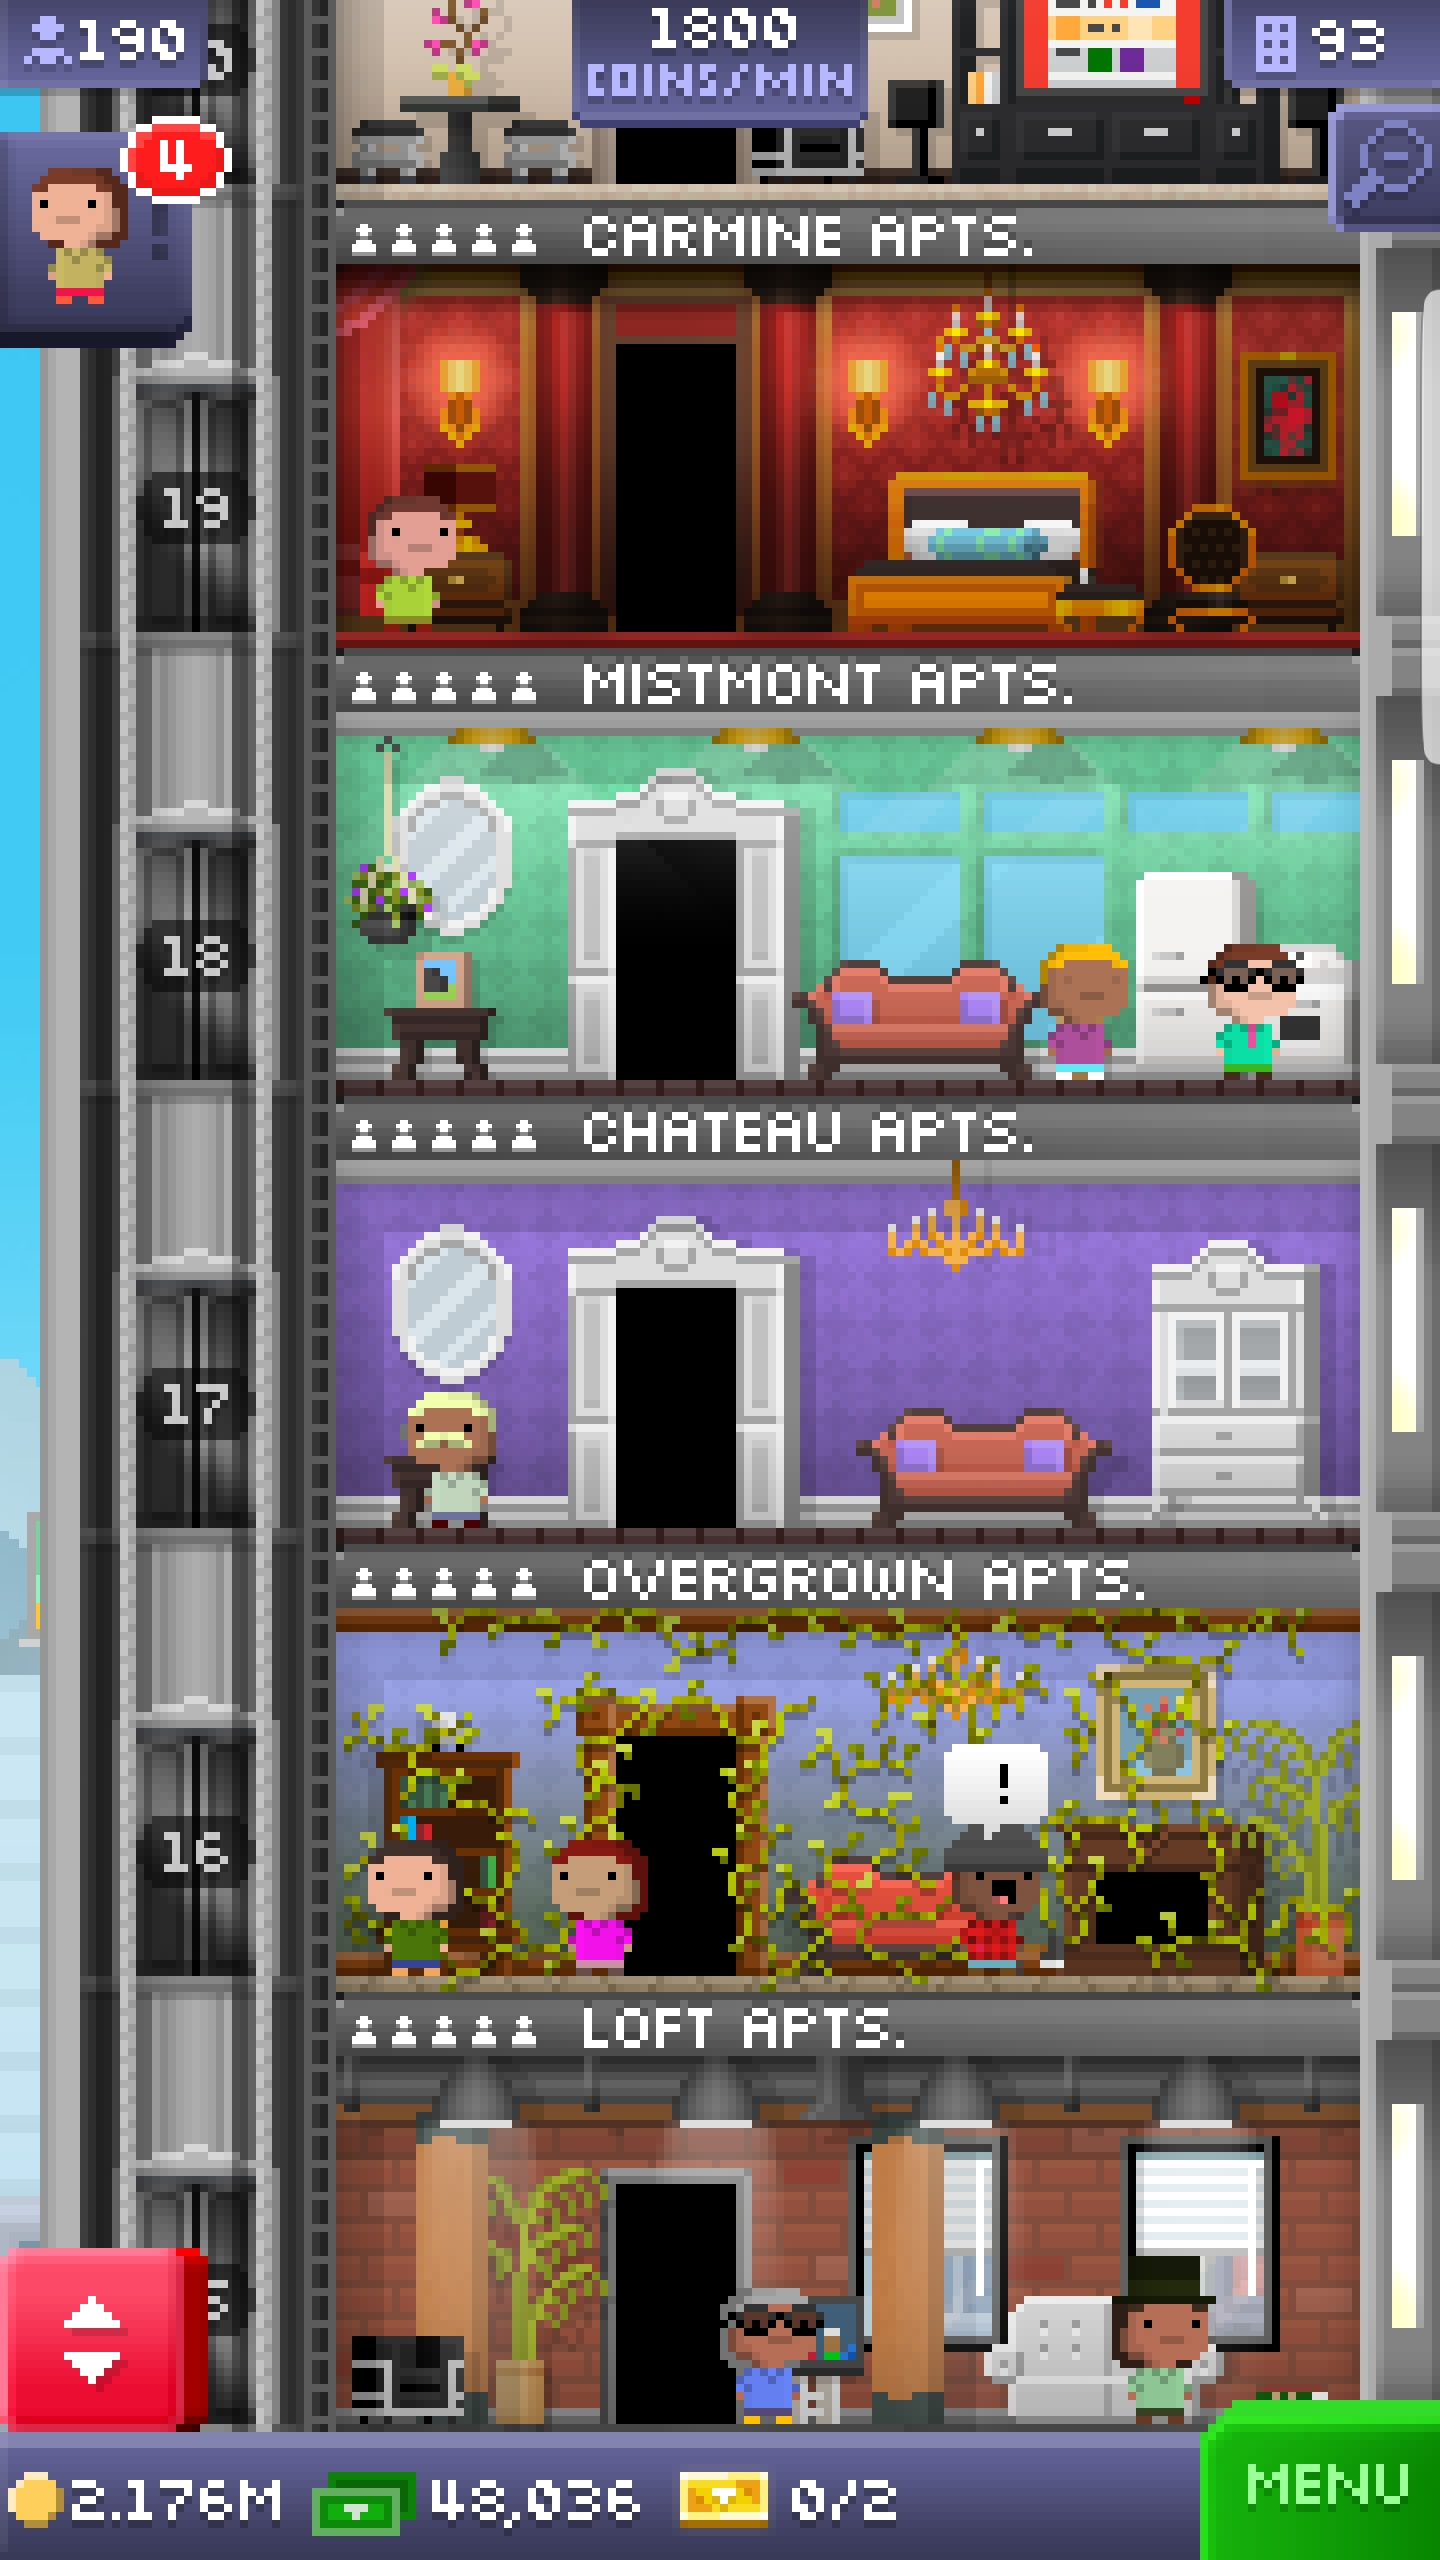 190
1800
COINS/MIN
93
4
CARMINE APTS.
19
MISTMONT APTS.
18
CHATEAU APTS.
17
OVERGROWN APTS.
!
16
LOFT APTS.
2.176M
48,036
0/2
MENU